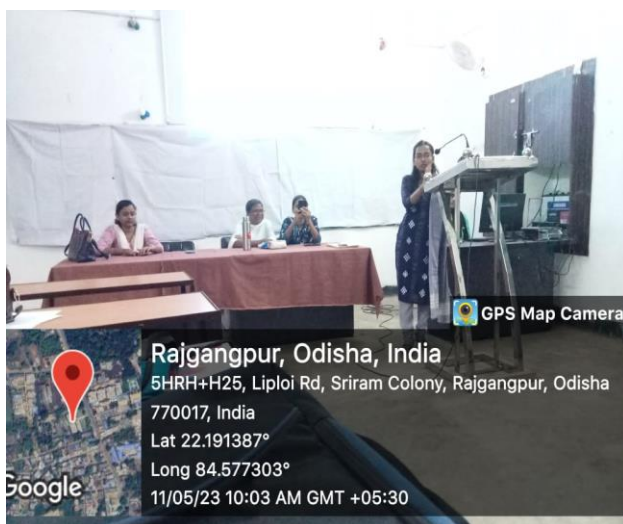 GPS Map Camera
Rajgangpur, Odisha, India
5HRH+H25, Liploi Rd, Sriram Colony, Rajgangpur, Odisha
770017, India
Lat 22.191387°
Long 84.577303°
11/05/23 10:03 AM GMT +05:30
Google